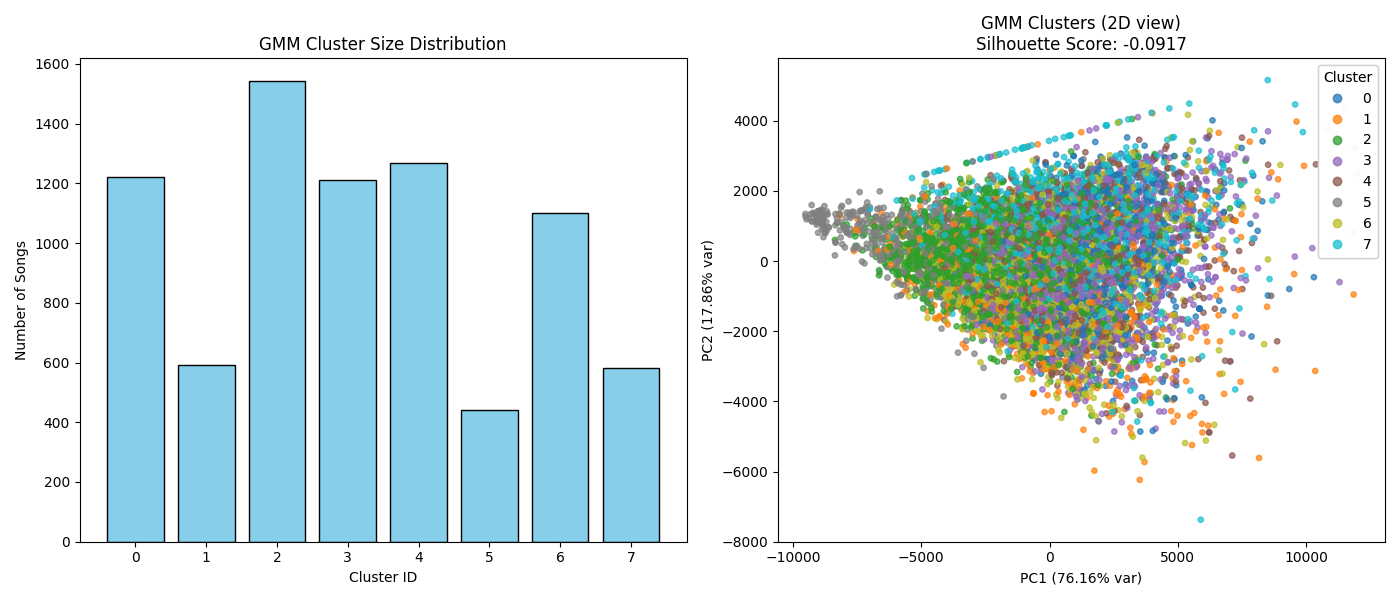 GMM Cluster Size Distribution
1600
1400
1200
1000
800
600
400
200
0
Number of Songs
0 1 2 3 4 5 6 7
Cluster ID
GMM Clusters (2D view)
Silhouette Score: -0.0917
4000
2000
0
−2000
−4000
−6000
−8000
PC2 (17.86% var)
−10000 −5000 0 5000 10000
PC1 (76.16% var)
Cluster
0
1
2
3
4
5
6
7